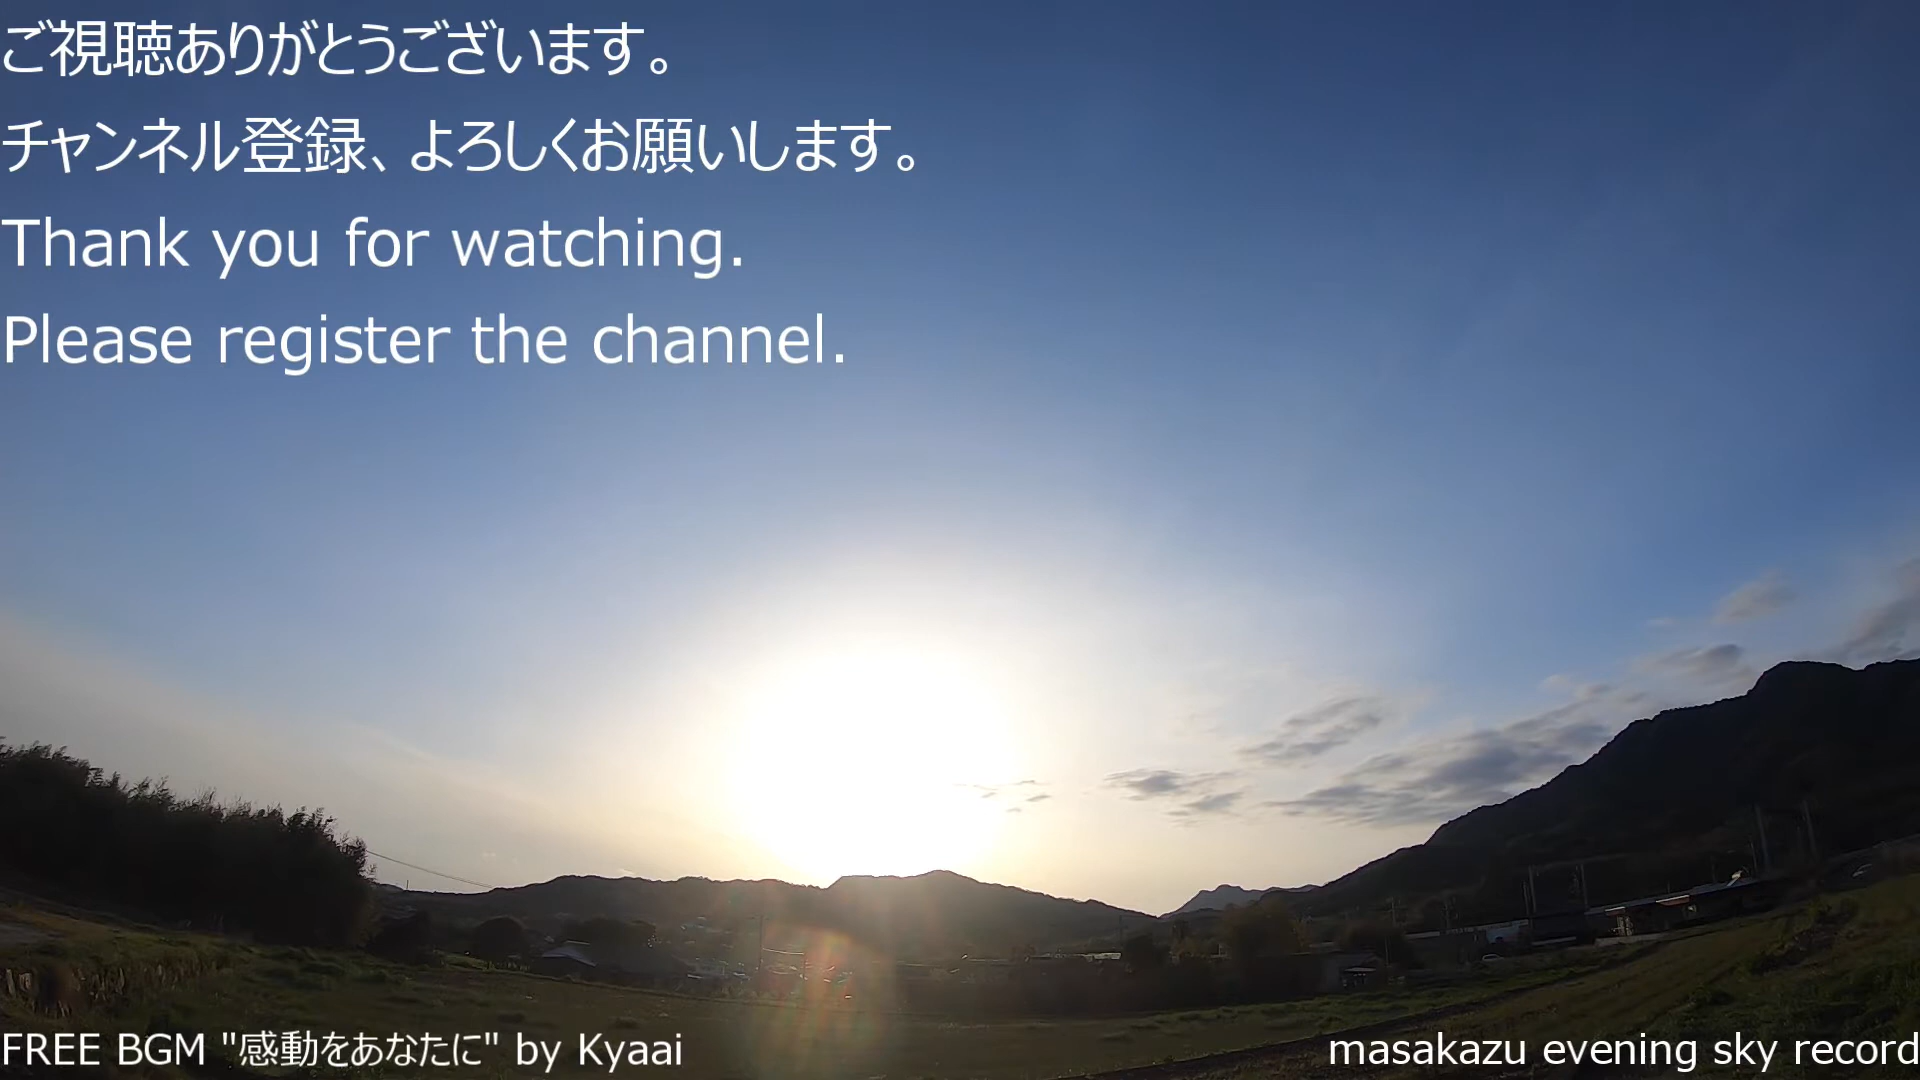 ご視聴ありがとうございます。
チャンネル登録、よろしくお願いします。
Thank you for watching.
Please register the channel.
FREE BGM "感動をあなたに" by Kyaai
masakazu evening sky record